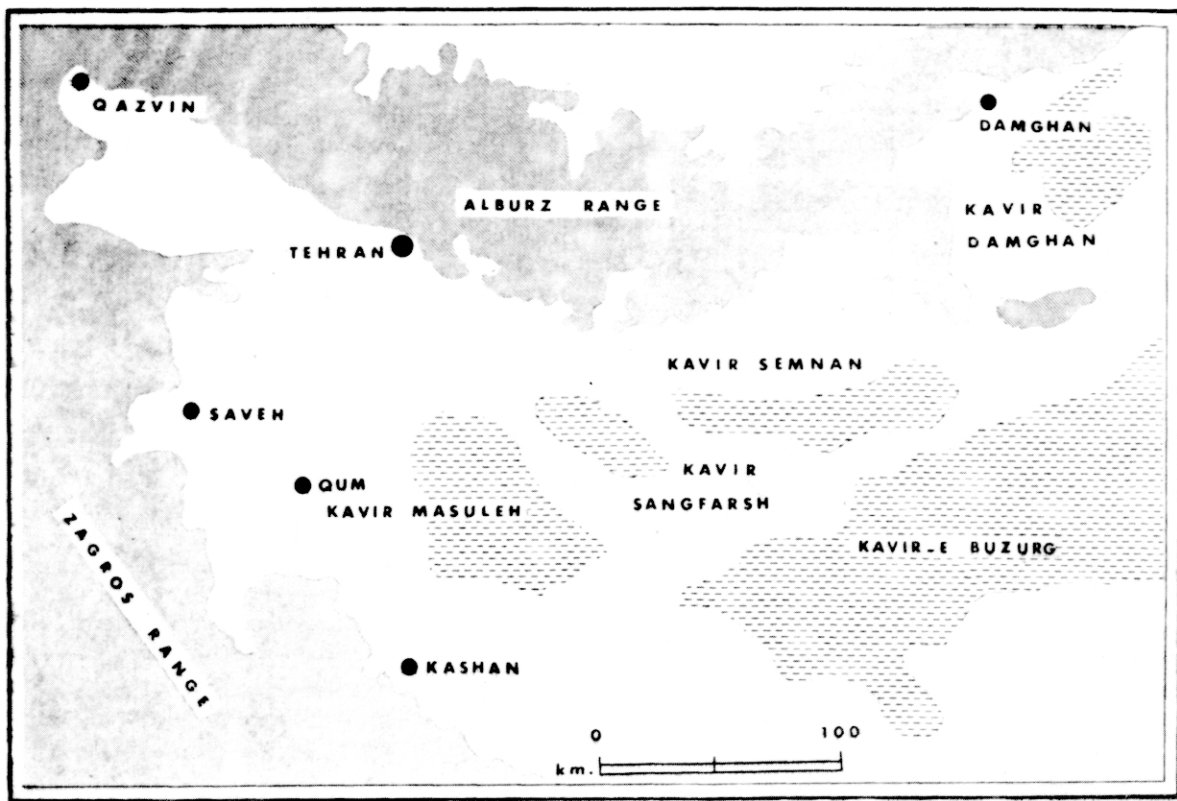 QAZVIN
DAMGHAN
ALBURZ RANGE
KAVIR
DAMGHAN
TEHRAN
KAVIR SEMNAN
SAVEH
KAVIR
SANGFARSH
QUM
KAVIR MASULEH
KAVIR-E BUZURG
ZAGROS RANGE
KASHAN
0 100
km.